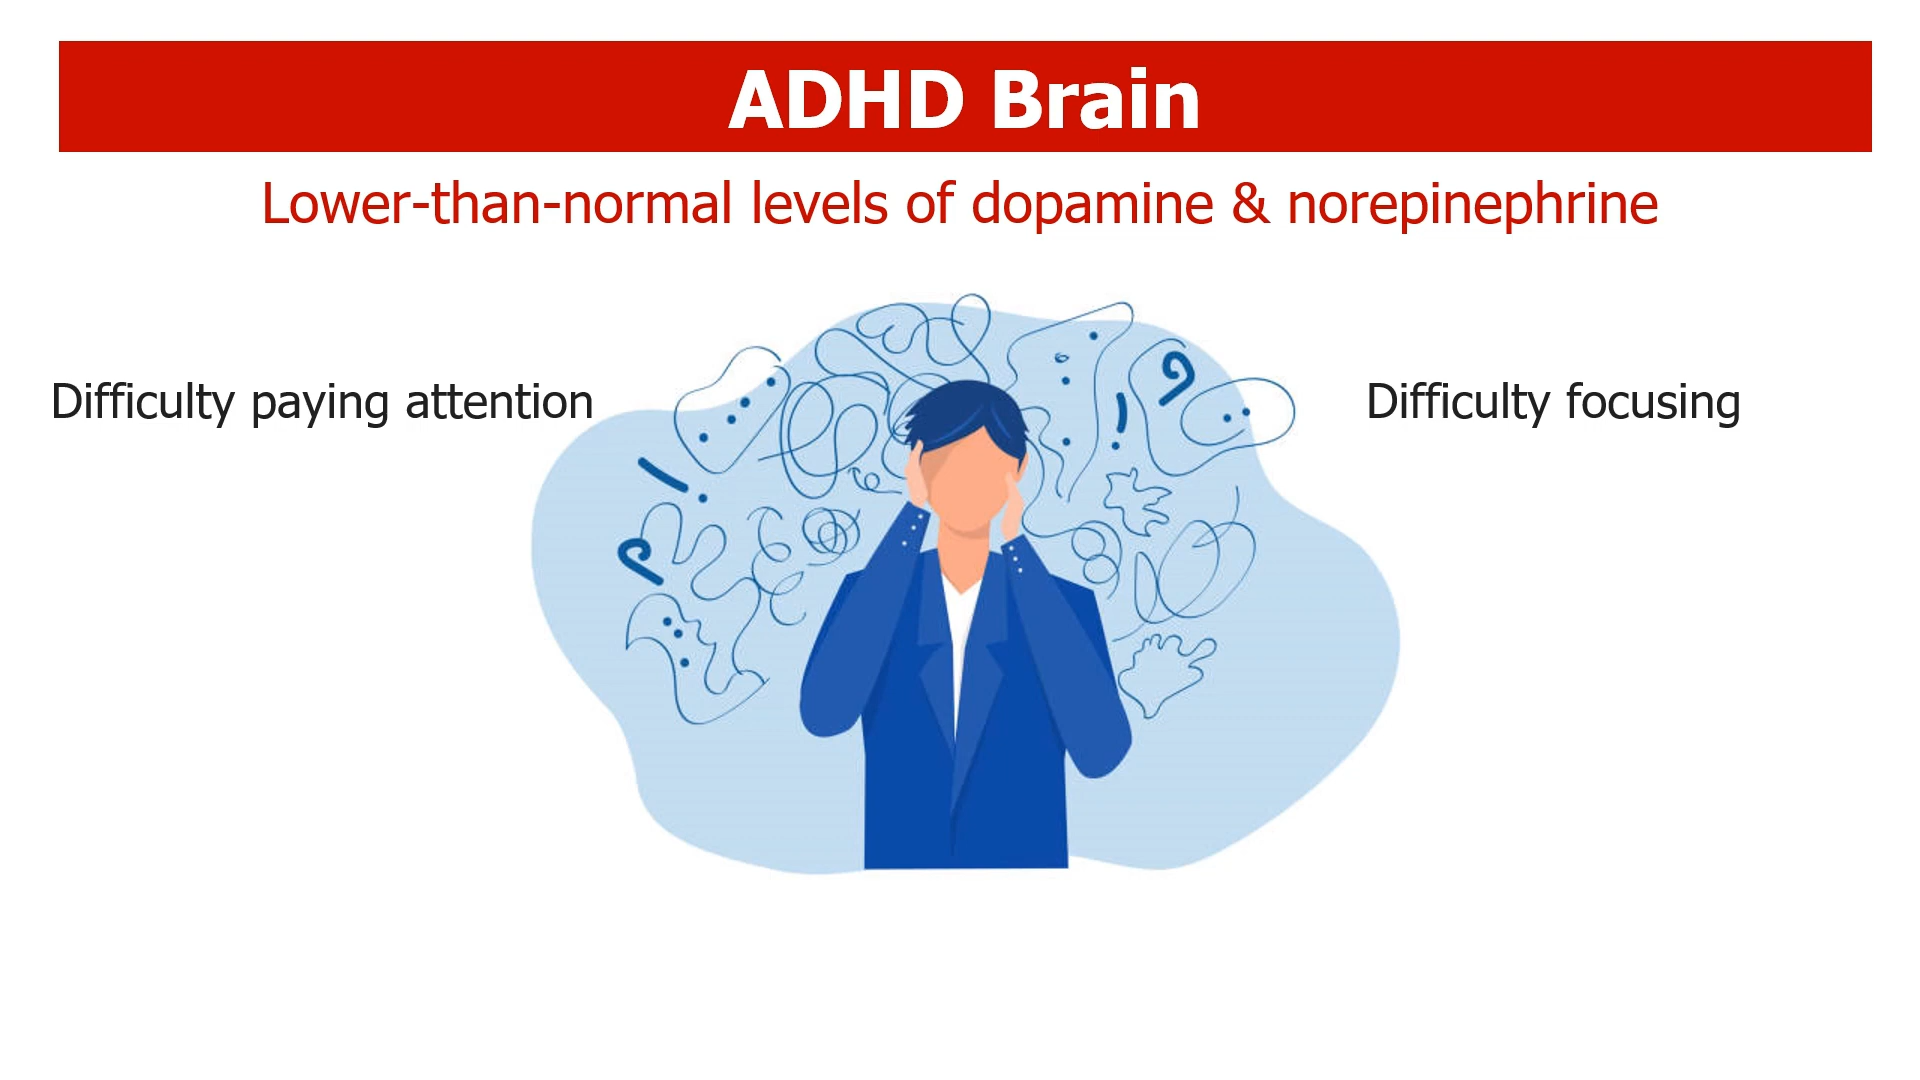 ADHD Brain
Lower-than-normal levels of dopamine & norepinephrine
Difficulty paying attention
Difficulty focusing